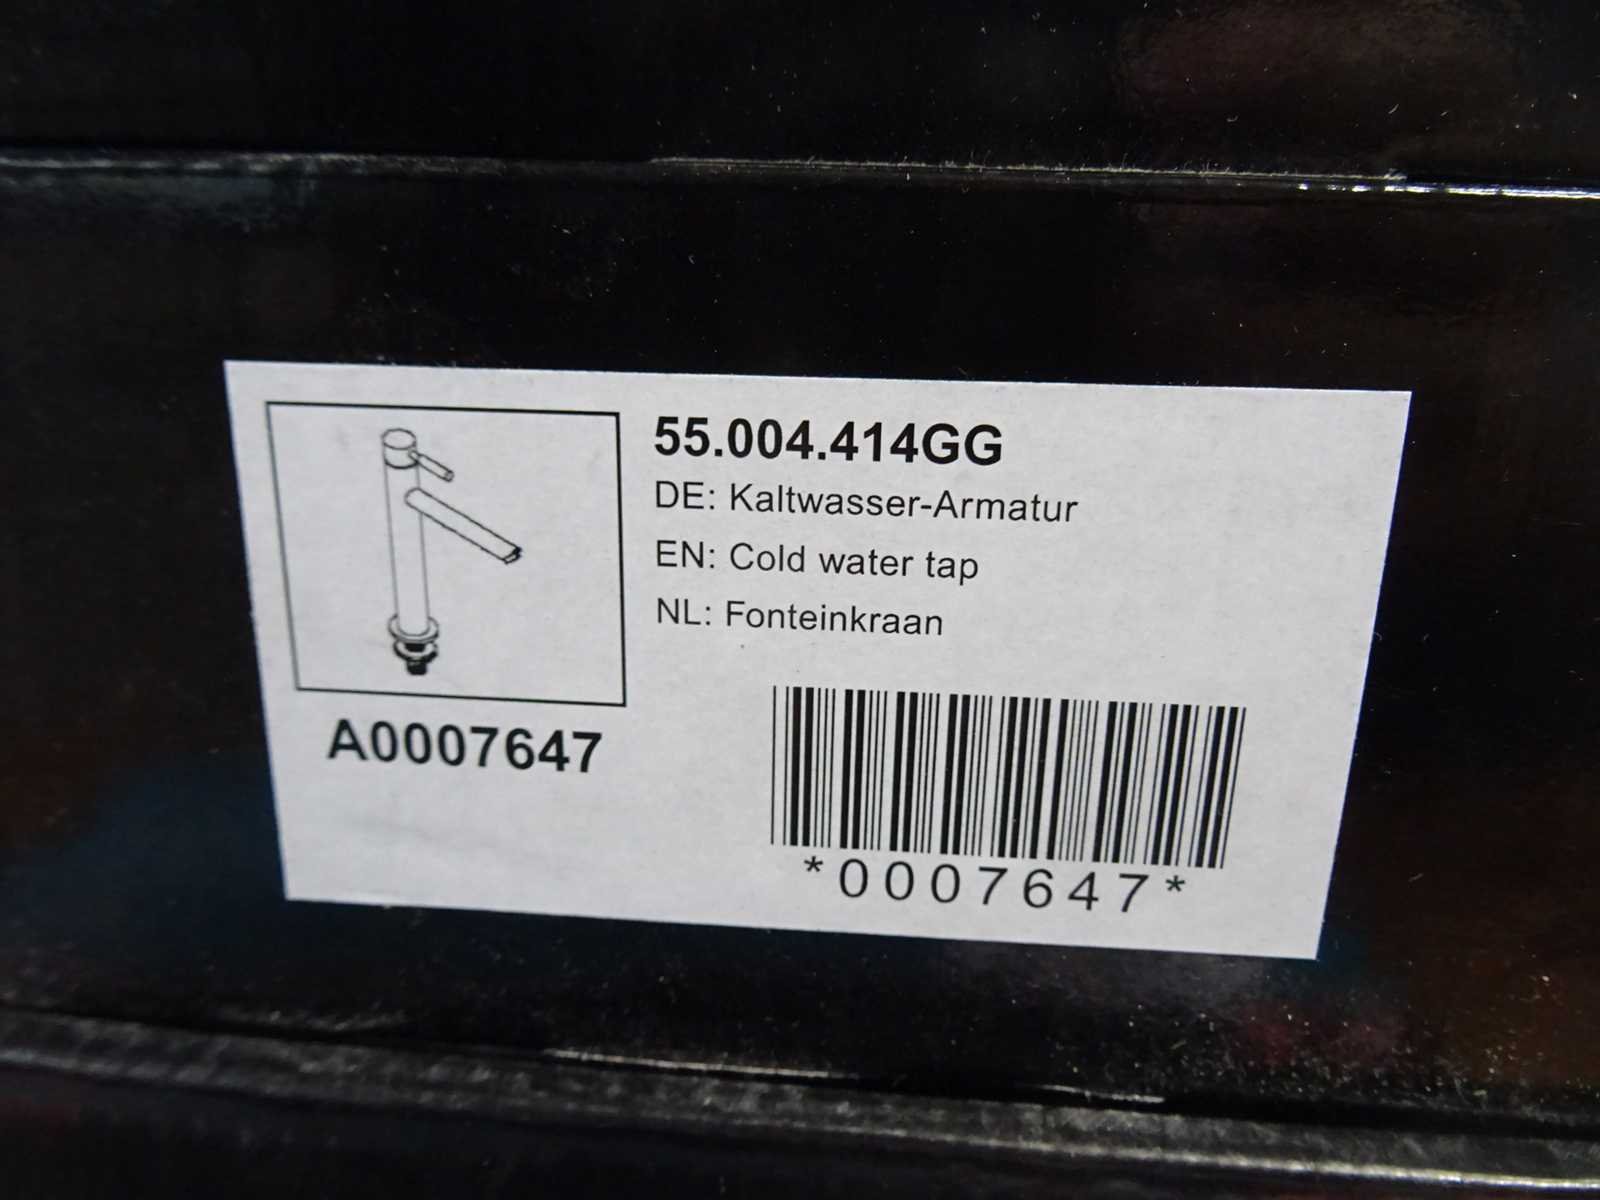 55.004.414GG
DE: Kaltwasser-Armatur
EN: Cold water tap
NL: Fonteinkraan
A0007647
*0007647*